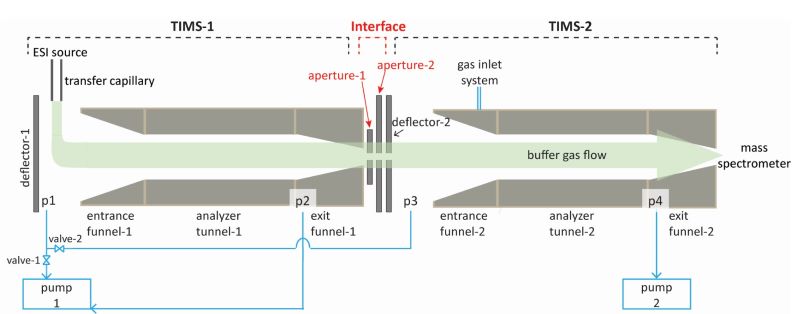 TIMS-1
Interface
TIMS-2
ESI source
transfer capillary
aperture-1
aperture-2
gas inlet
system
deflector-1
deflector-2
buffer gas flow
mass
spectrometer
p1
p2
p3
p4
entrance
funnel-1
analyzer
tunnel-1
exit
funnel-1
entrance
funnel-2
analyzer
tunnel-2
exit
funnel-2
valve-2
valve-1
pump
1
pump
2